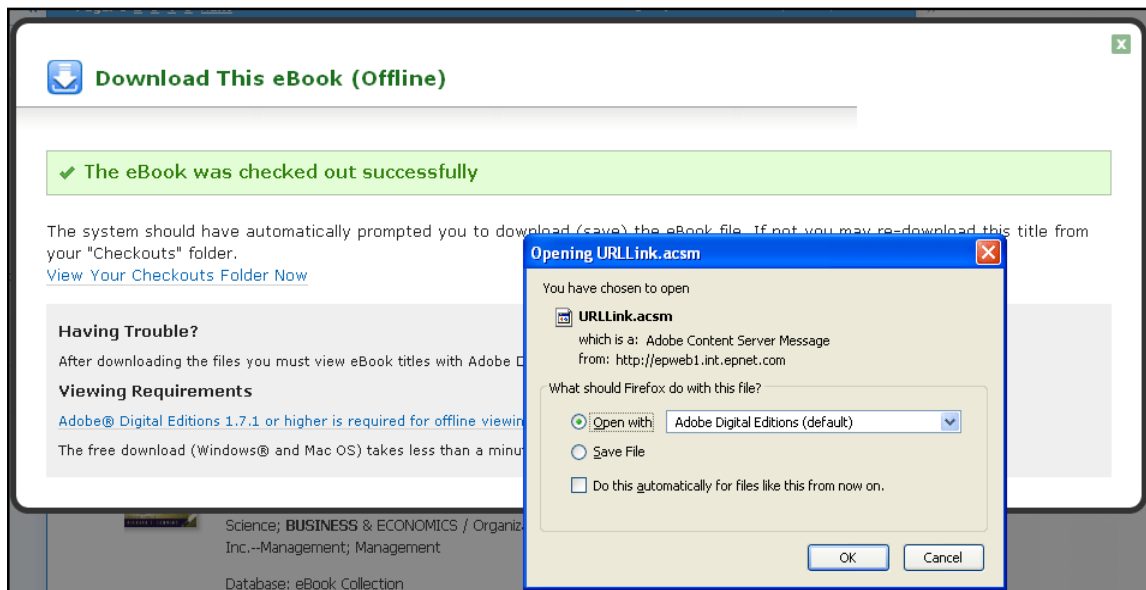 Download This eBook (Offline)
x
✔ The eBook was checked out successfully
The system should have automatically prompted you to download (save) the eBook file. If not you may re-download this title from
your "Checkouts" folder.
View Your Checkouts Folder Now
Having Trouble?
After downloading the files you must view eBook titles with Adobe
Viewing Requirements
Adobe® Digital Editions 1.7.1 or higher is required for offline
The free download (Windows® and Mac OS) takes less than a
Opening URLLink.acsm
You have chosen to open
URLLink.acsm
which is a: Adobe Content Server Message
from: http://epweb1.int.epnet.com
What should Firefox do with this file?
Open with Adobe Digital Editions (default)
Save File
Do this automatically for files like this from now on.
OK Cancel
Science; BUSINESS & ECONOMICS /
Inc.--Management; Management
Database: eBook Collection